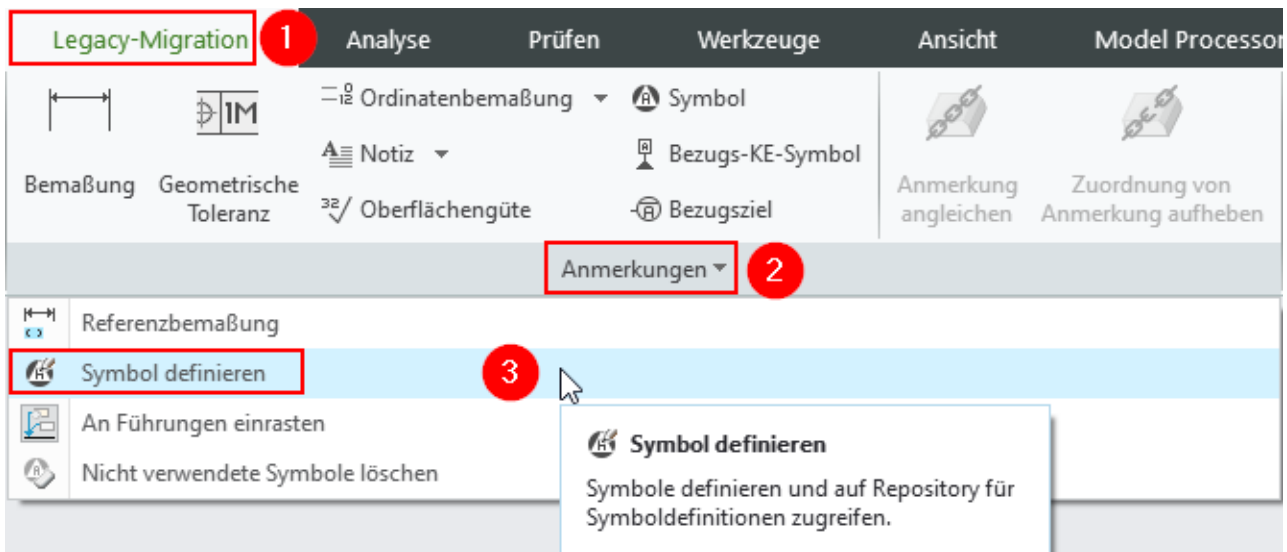 Legacy-Migration 1 Analyse Prüfen Werkzeuge Ansicht Model Processor
Ordinatenbemaßung Symbol
Notiz Bezugs-KE-Symbol
Bemaßung Geometrische Toleranz
Oberflächengüte Bezugsziel
Anmerkung angleichen
Zuordnung von Anmerkung aufheben
Anmerkungen 2
Referenzbemaßung
Symbol definieren 3
An Führungen einrasten
Nicht verwendete Symbole löschen
Symbol definieren
Symbole definieren und auf Repository für
Symboldefinitionen zugreifen.